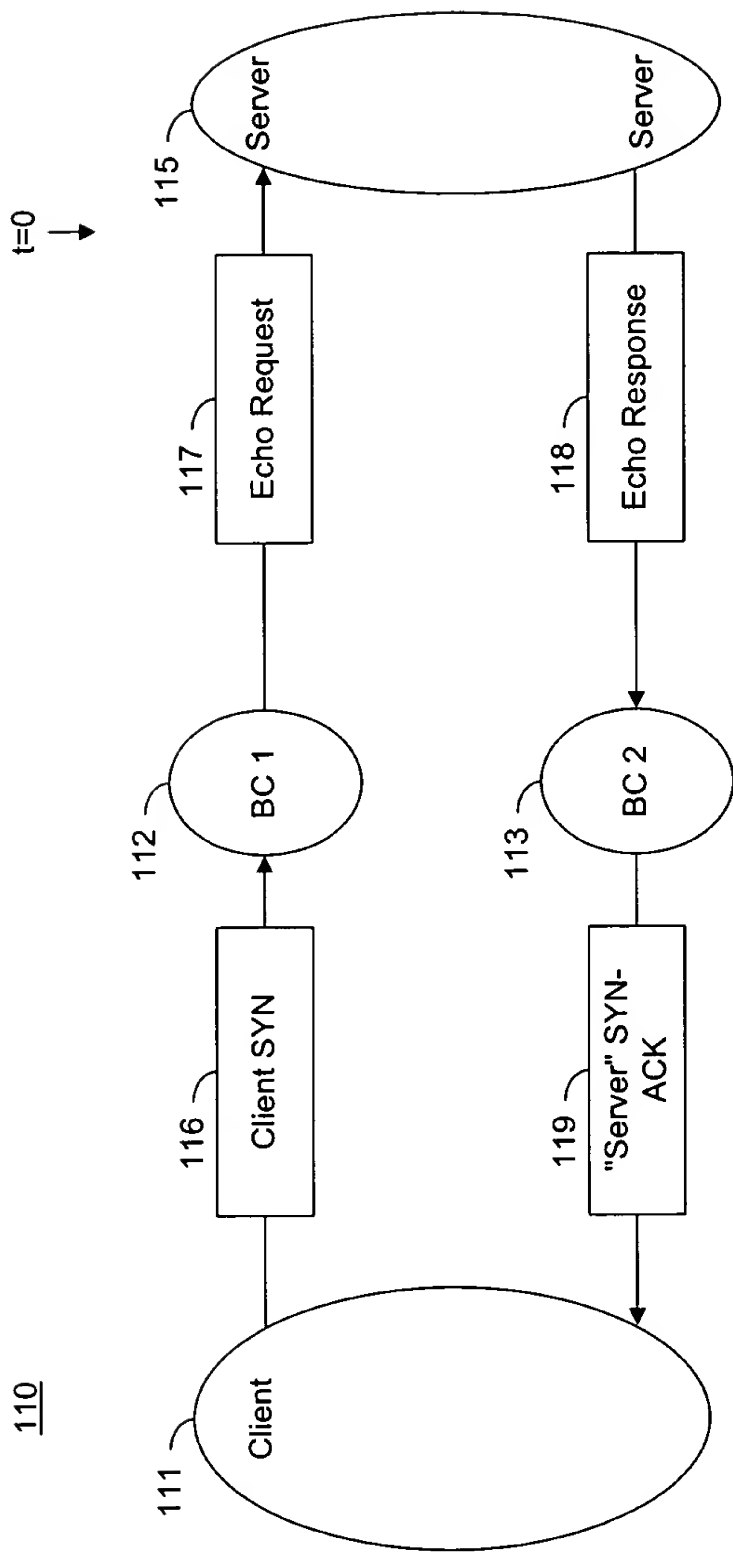 110
t=0
111
Client
116
Client SYN
112
BC 1
117
Echo Request
115
Server
119
"Server" SYN-
ACK
113
BC 2
118
Echo Response
Server